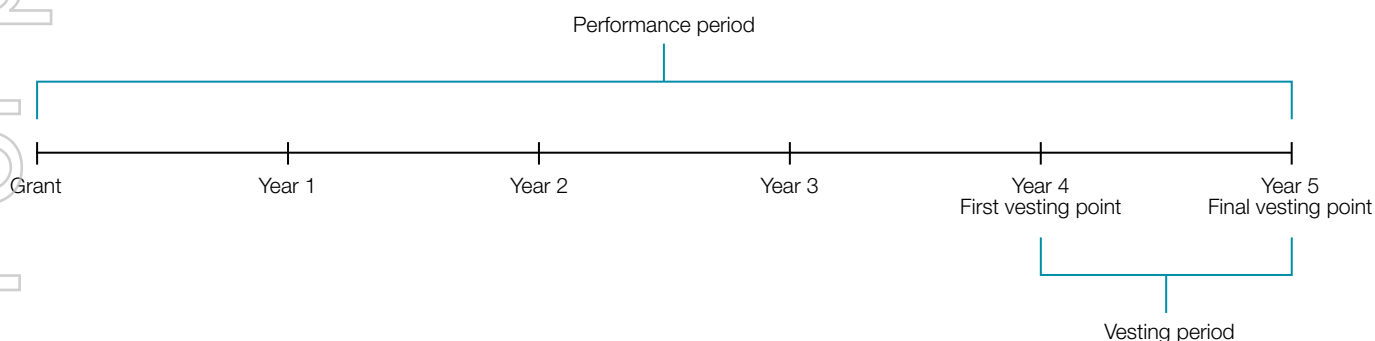 Performance period
Grant
Year 1
Year 2
Year 3
Year 4
First vesting point
Year 5
Final vesting point
Vesting period